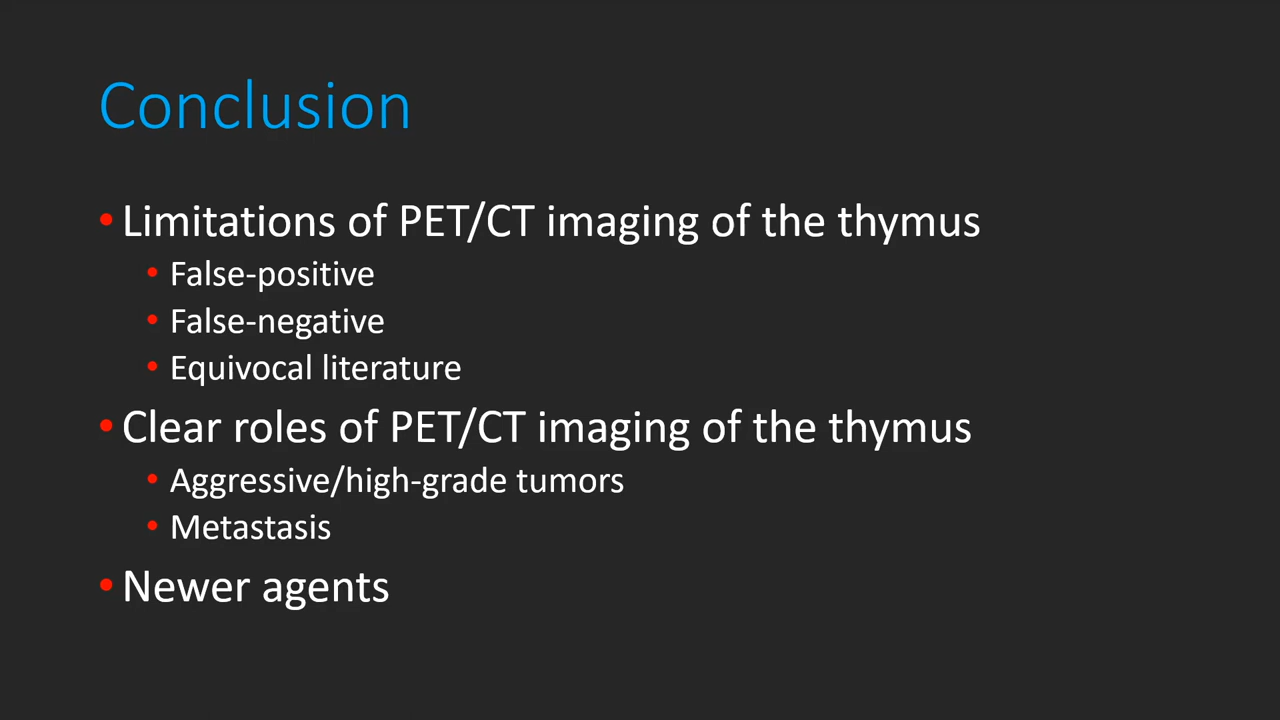 Conclusion
• Limitations of PET/CT imaging of the thymus
• False-positive
• False-negative
• Equivocal literature
• Clear roles of PET/CT imaging of the thymus
• Aggressive/high-grade tumors
• Metastasis
• Newer agents